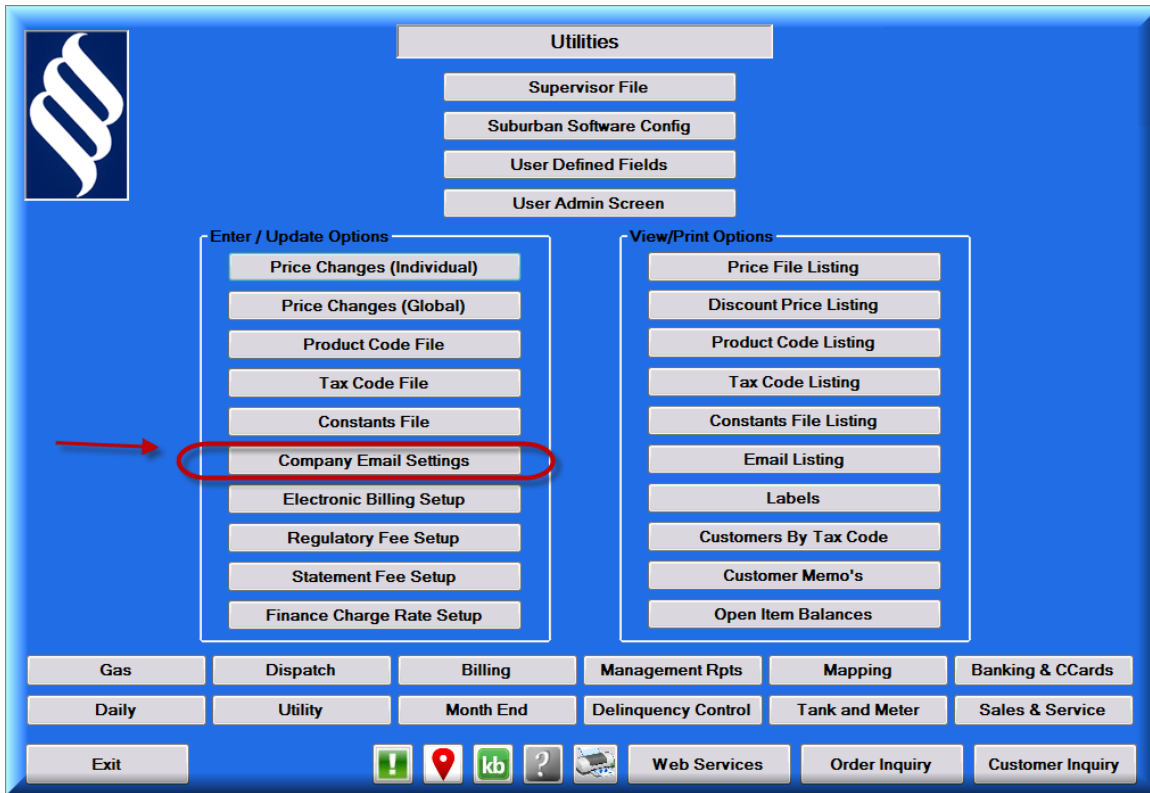 Utilities
Supervisor File
Suburban Software Config
User Defined Fields
User Admin Screen
Enter / Update Options
Price Changes (Individual)
Price Changes (Global)
Product Code File
Tax Code File
Constants File
Company Email Settings
Electronic Billing Setup
Regulatory Fee Setup
Statement Fee Setup
Finance Charge Rate Setup
View/Print Options
Price File Listing
Discount Price Listing
Product Code Listing
Tax Code Listing
Constants File Listing
Email Listing
Labels
Customers By Tax Code
Customer Memo's
Open Item Balances
Gas Dispatch Billing Management Rpts Mapping Banking & CCards
Daily Utility Month End Delinquency Control Tank and Meter Sales & Service
Exit ! kb ? Web Services Order Inquiry Customer Inquiry